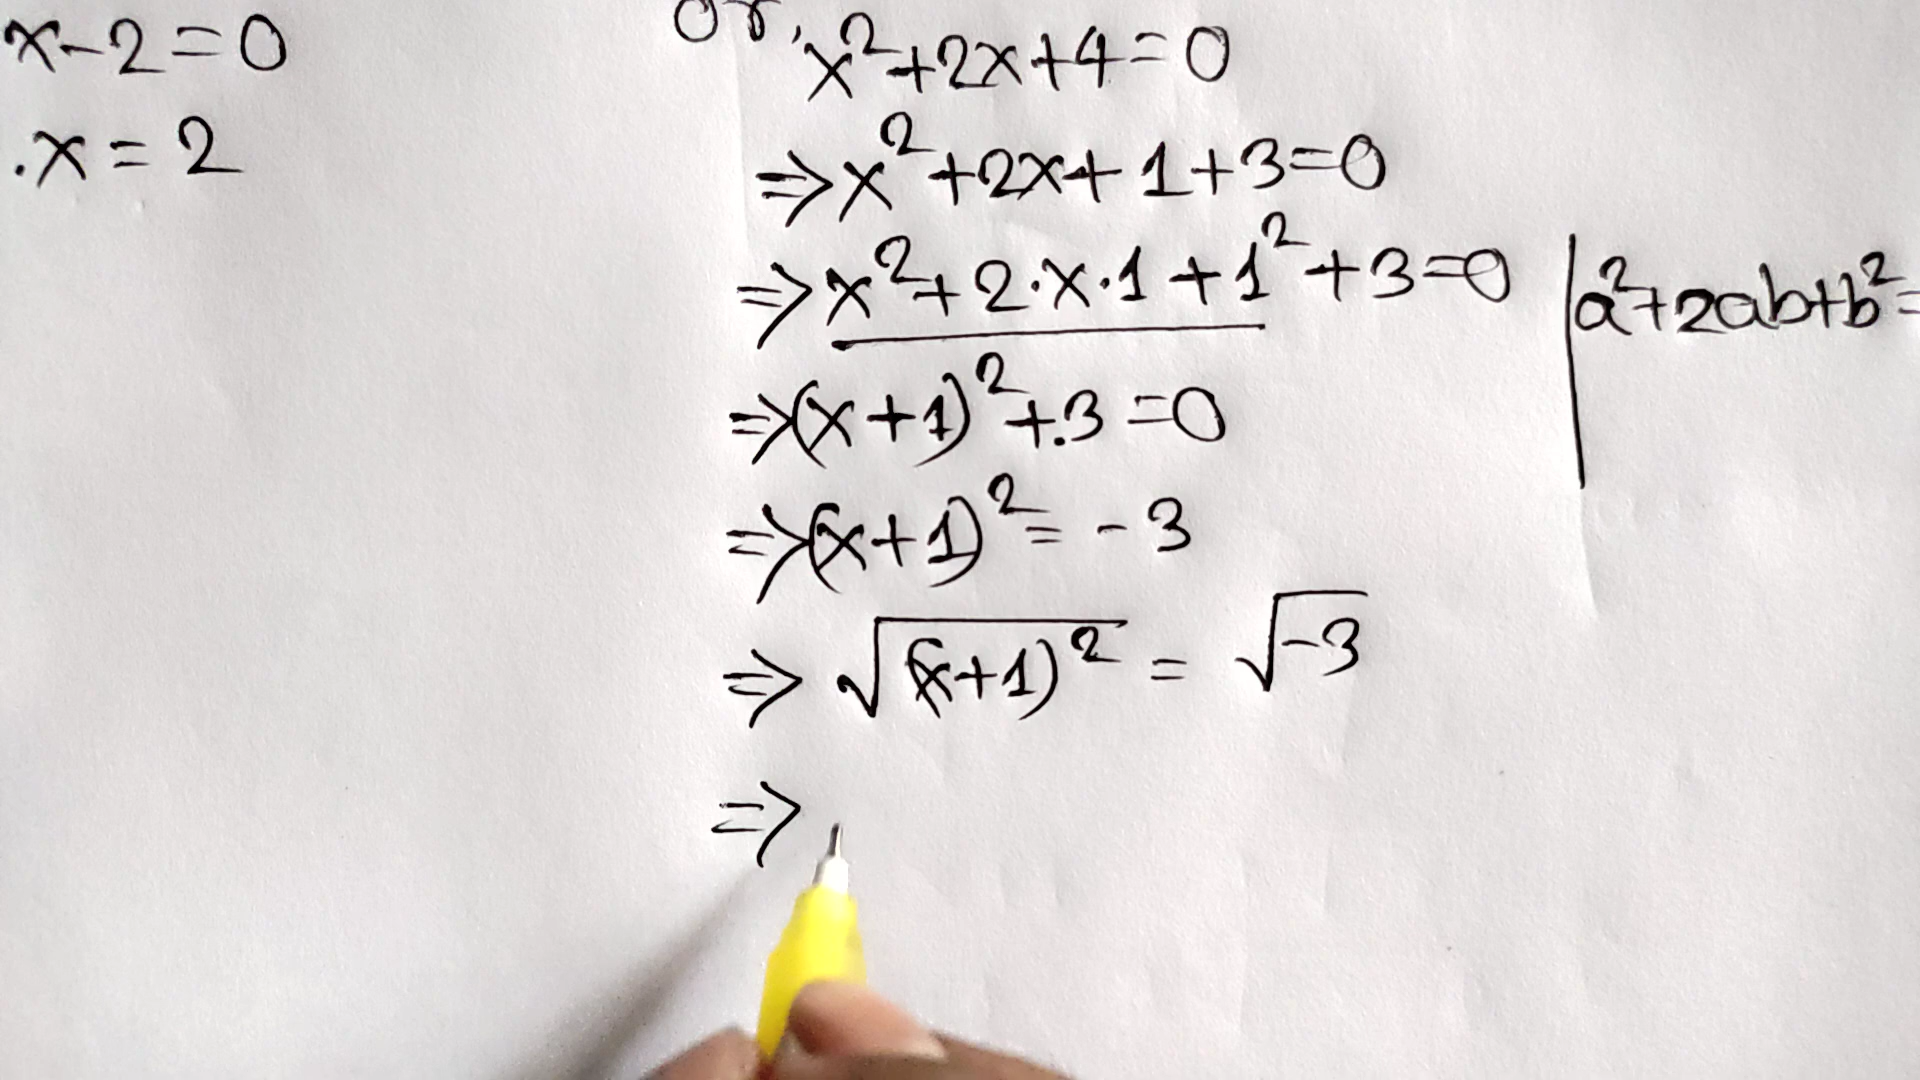 x-2=0
.x=2
or, x²+2x+4=0
⇒x²+2x+1+3=0
⇒x²+2·x·1+1²+3=0
a²+2ab+b²=
⇒(x+1)²+.3=0
⇒(x+1)²=-3
⇒√(x+1)²=√-3
⇒